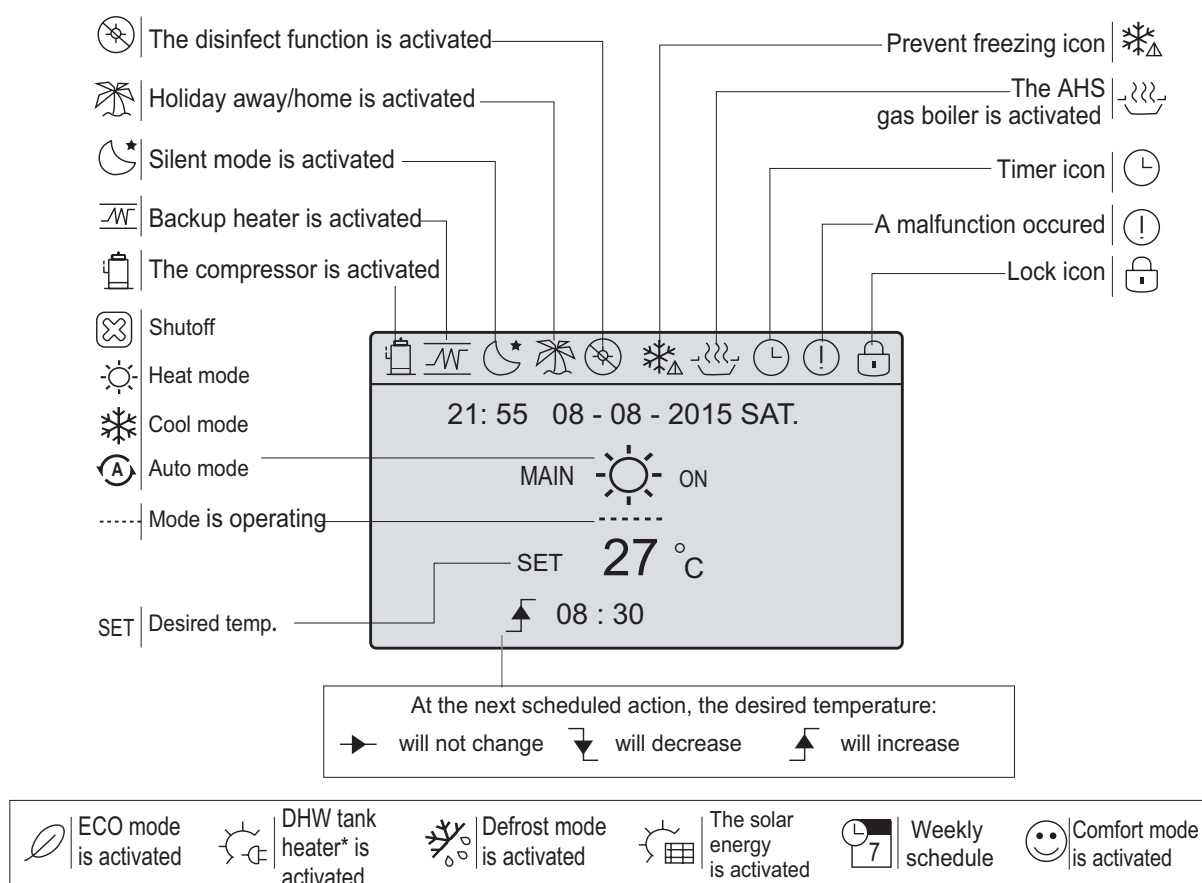 The disinfect function is activated
Holiday away/home is activated
Silent mode is activated
Backup heater is activated
The compressor is activated
Shutoff
Heat mode
Cool mode
A Auto mode
Mode is operating
SET Desired temp.
Prevent freezing icon
The AHS
gas boiler is activated
Timer icon
A malfunction occured
Lock icon
21: 55 08 - 08 - 2015 SAT.
MAIN ON
SET 27 °C
08 : 30
At the next scheduled action, the desired temperature:
will not change will decrease will increase
ECO mode
is activated
DHW tank
heater* is
activated
Defrost mode
is activated
The solar
energy
is activated
7
Weekly
schedule
Comfort mode
is activated